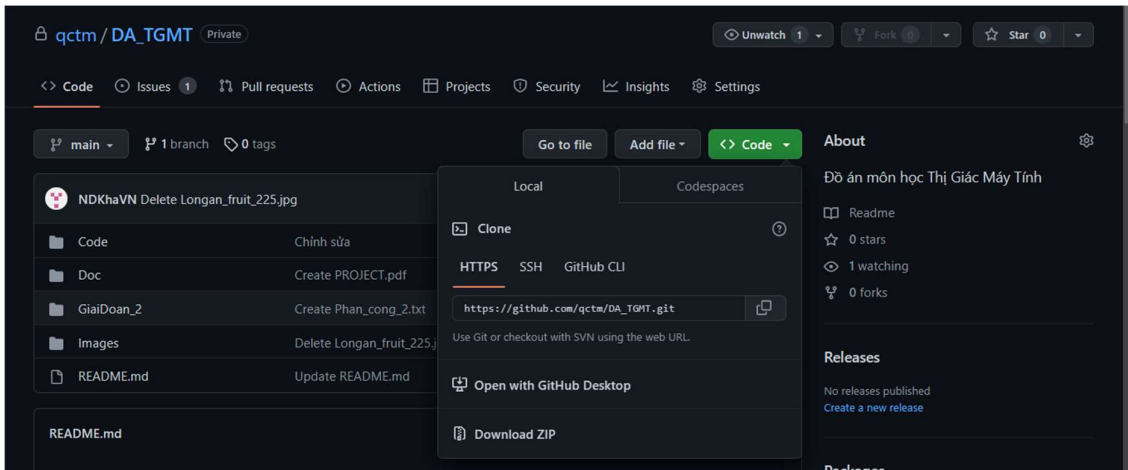 qctm / DA_TGMT Private
Unwatch 1
Fork 0
Star 0
Code
Issues 1
Pull requests
Actions
Projects
Security
Insights
Settings
main
1 branch
0 tags
Go to file
Add file
Code
NDKhaVN Delete Longan_fruit_225.jpg
Code Chỉnh sửa
Doc Create PROJECT.pdf
GiaiDoan_2 Create Phan_cong_2.txt
Images Delete Longan_fruit_225.j
README.md Update README.md
README.md
Local
Codespaces
Clone
HTTPS SSH GitHub CLI
https://github.com/qctm/DA_TGMT.git
Use Git or checkout with SVN using the web URL.
Open with GitHub Desktop
Download ZIP
About
Đồ án môn học Thị Giác Máy Tính
Readme
0 stars
1 watching
0 forks
Releases
No releases published
Create a new release